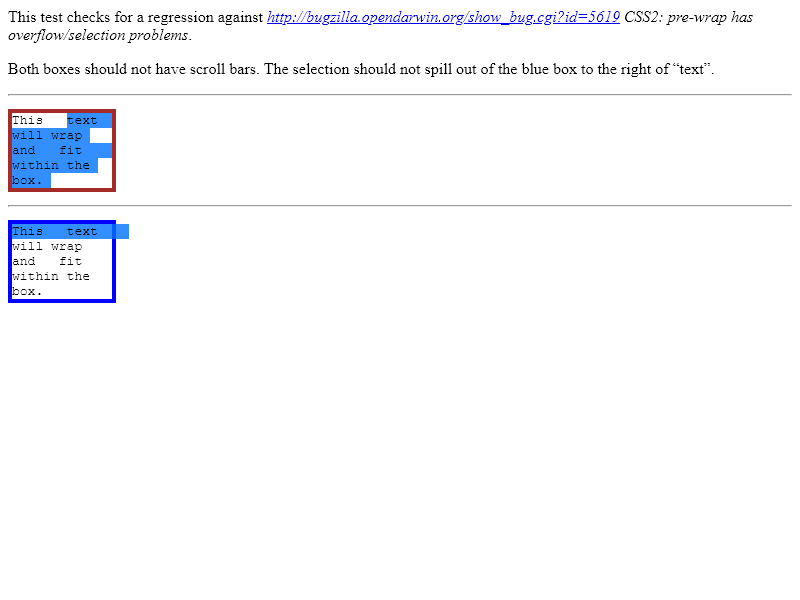 This test checks for a regression against http://bugzilla.opendarwin.org/show_bug.cgi?id=5619 CSS2: pre-wrap has
overflow/selection problems.
Both boxes should not have scroll bars. The selection should not spill out of the blue box to the right of “text”.
This   text
will wrap
and   fit
within the
box.
This   text
will wrap
and   fit
within the
box.